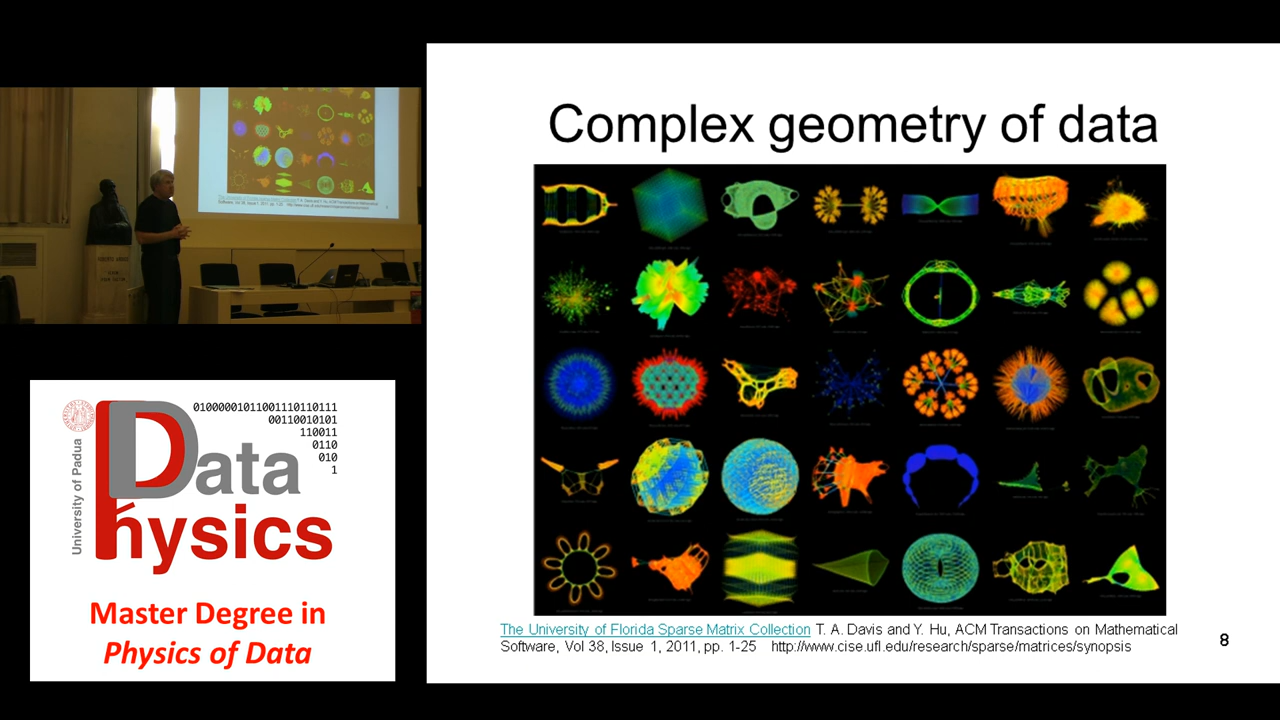 Complex geometry of data
The University of Florida Sparse Matrix Collection T. A. Davis and Y. Hu, ACM Transactions on Mathematical
Software, Vol 38, Issue 1, 2011, pp. 1-25 http://www.cise.ufl.edu/research/sparse/matrices/synopsis
8
University of Padua
01000001011001110110111
00110010101
110011
0110
010
1
Data
Physics
Master Degree in
Physics of Data